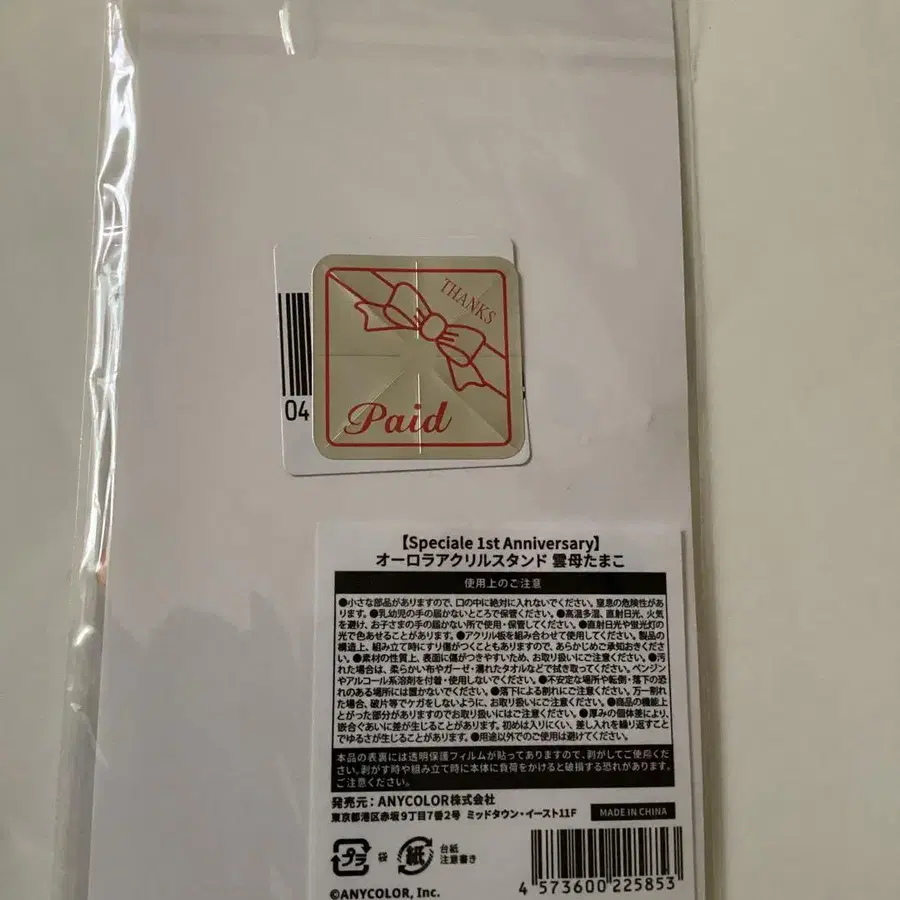 THANKS
04
Paid
【Speciale 1st Anniversary】
オーロラアクリルスタンド 雲母たまこ
使用上のご注意
●小さな部品がありますので、口の中に絶対に入れないでください。窒息の危険性があ
ります。●乳幼児の手の届かないところで保管ください。●高温多湿、直射日光、火気
を避け、お子さまの手の届かない所で使用・保管してください。●直射日光や蛍光灯の
光で色あせることがあります。●アクリル板を組み合わせて使用してください。製品の
構造上、組み立て時にすり傷がつくこともありますので、あらかじめご承知おきくださ
い。●素材の性質上、表面に傷がつきやすいため、お取り扱いにご注意ください。●汚
れた場合は、柔らかい布やガーゼ・濡れたタオルなどで拭き取ってください。ベンジン
やアルコール系溶剤を付着・使用しないでください。●不安定な場所や転倒・落下の恐
れのある場所には置かないでください。●落下による割れにご注意ください。万一割れ
た場合、破片等でケガをしないように、お取り扱いにご注意ください。●商品の機能上
とがった部分がありますのでお取り扱いにはご注意ください。●厚みの個体差により、
嵌合ぐあいに差が生じることがあります。初めは入りにくい、差し入れを繰り返すこと
でゆるさが生じることがあります。●用途以外でのご使用は避けてください。
本品の表裏には透明保護フィルムが貼ってありますので、剥がしてご使用くだ
さい。剥がす時や組み立て時に本体に負荷をかけると破損する恐れがあります。
ご注意ください。
発売元：ANYCOLOR株式会社
東京都港区赤坂9丁目7番2号 ミッドタウン・イースト11F
MADE IN CHINA
プラ 袋 紙 台紙
注意書き
4 573600 225853
©ANYCOLOR, Inc.